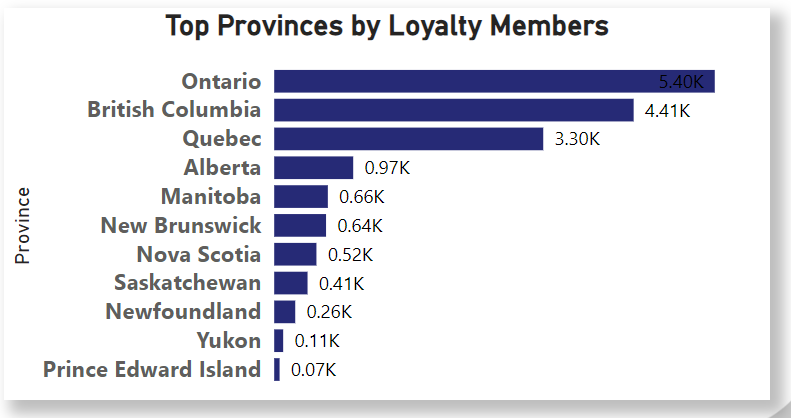 Top Provinces by Loyalty Members
Province
Ontario 5.40K
British Columbia 4.41K
Quebec 3.30K
Alberta 0.97K
Manitoba 0.66K
New Brunswick 0.64K
Nova Scotia 0.52K
Saskatchewan 0.41K
Newfoundland 0.26K
Yukon 0.11K
Prince Edward Island 0.07K